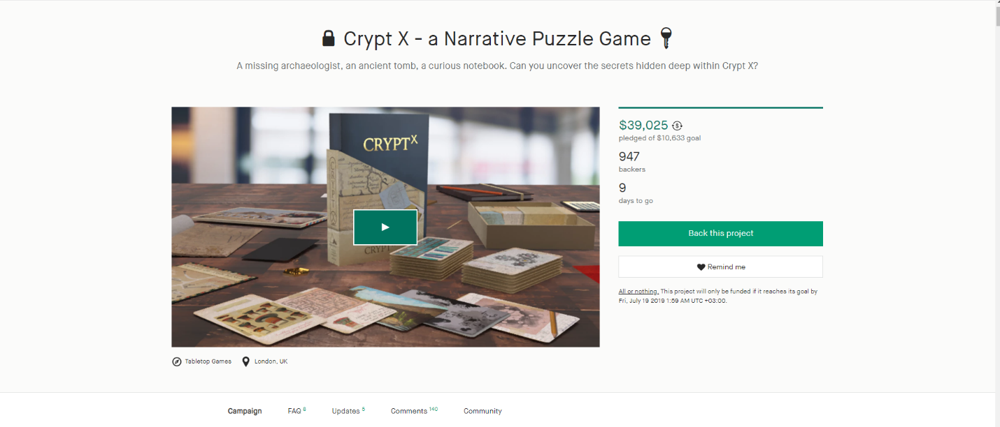 Crypt X - a Narrative Puzzle Game
A missing archaeologist, an ancient tomb, a curious notebook. Can you uncover the secrets hidden deep within Crypt X?
CRYPTX
CRYPT
$39,025
pledged of $10,633 goal
947
backers
9
days to go
Back this project
Remind me
All or nothing. This project will only be funded if it reaches its goal by
Fri, July 19 2019 1:59 AM UTC +03:00.
Tabletop Games London, UK
Campaign FAQ 8 Updates 5 Comments 140 Community